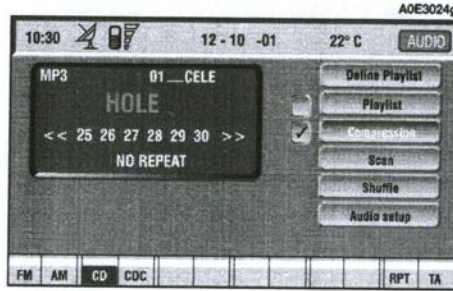 A0E3024g
10:30 12 - 10 -01 22° C AUDIO
MP3 01__CELE
HOLE
<< 25 26 27 28 29 30 >>
NO REPEAT
Define Playlist
Playlist
Compression
Scan
Shuffle
Audio setup
FM AM CD CDC RPT TA